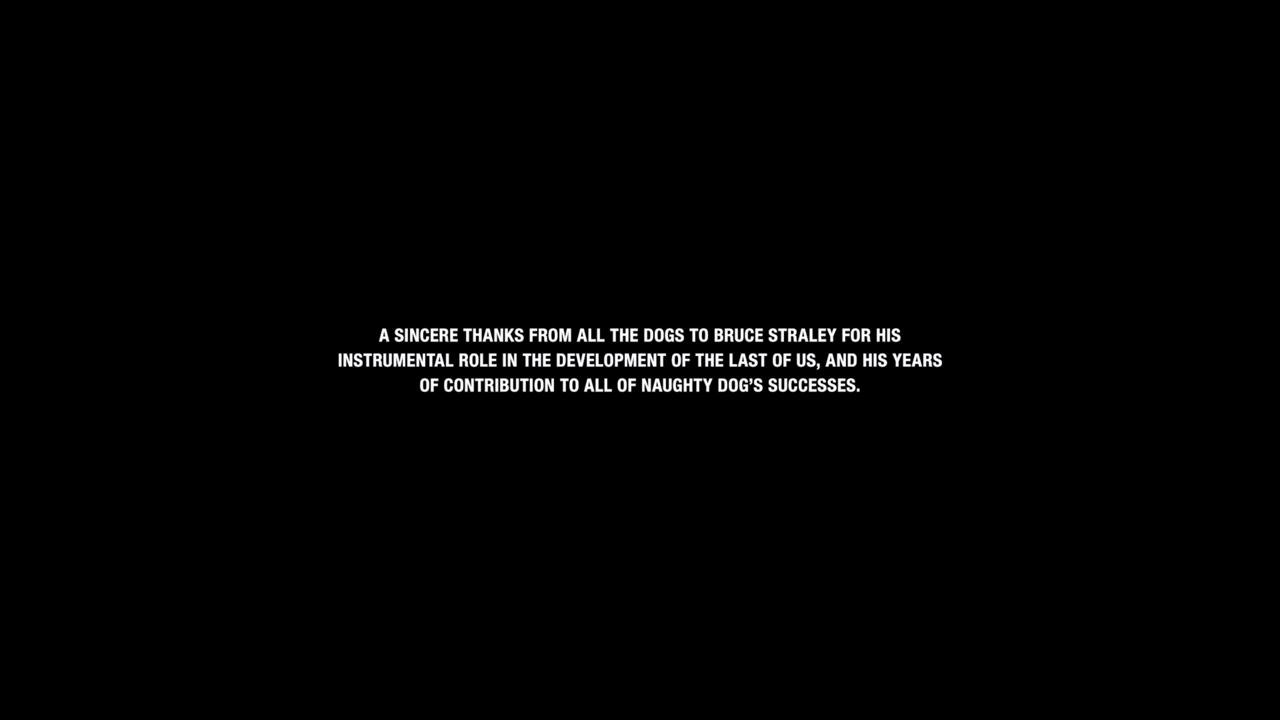 A SINCERE THANKS FROM ALL THE DOGS TO BRUCE STRALEY FOR HIS
INSTRUMENTAL ROLE IN THE DEVELOPMENT OF THE LAST OF US, AND HIS YEARS
OF CONTRIBUTION TO ALL OF NAUGHTY DOG’S SUCCESSES.